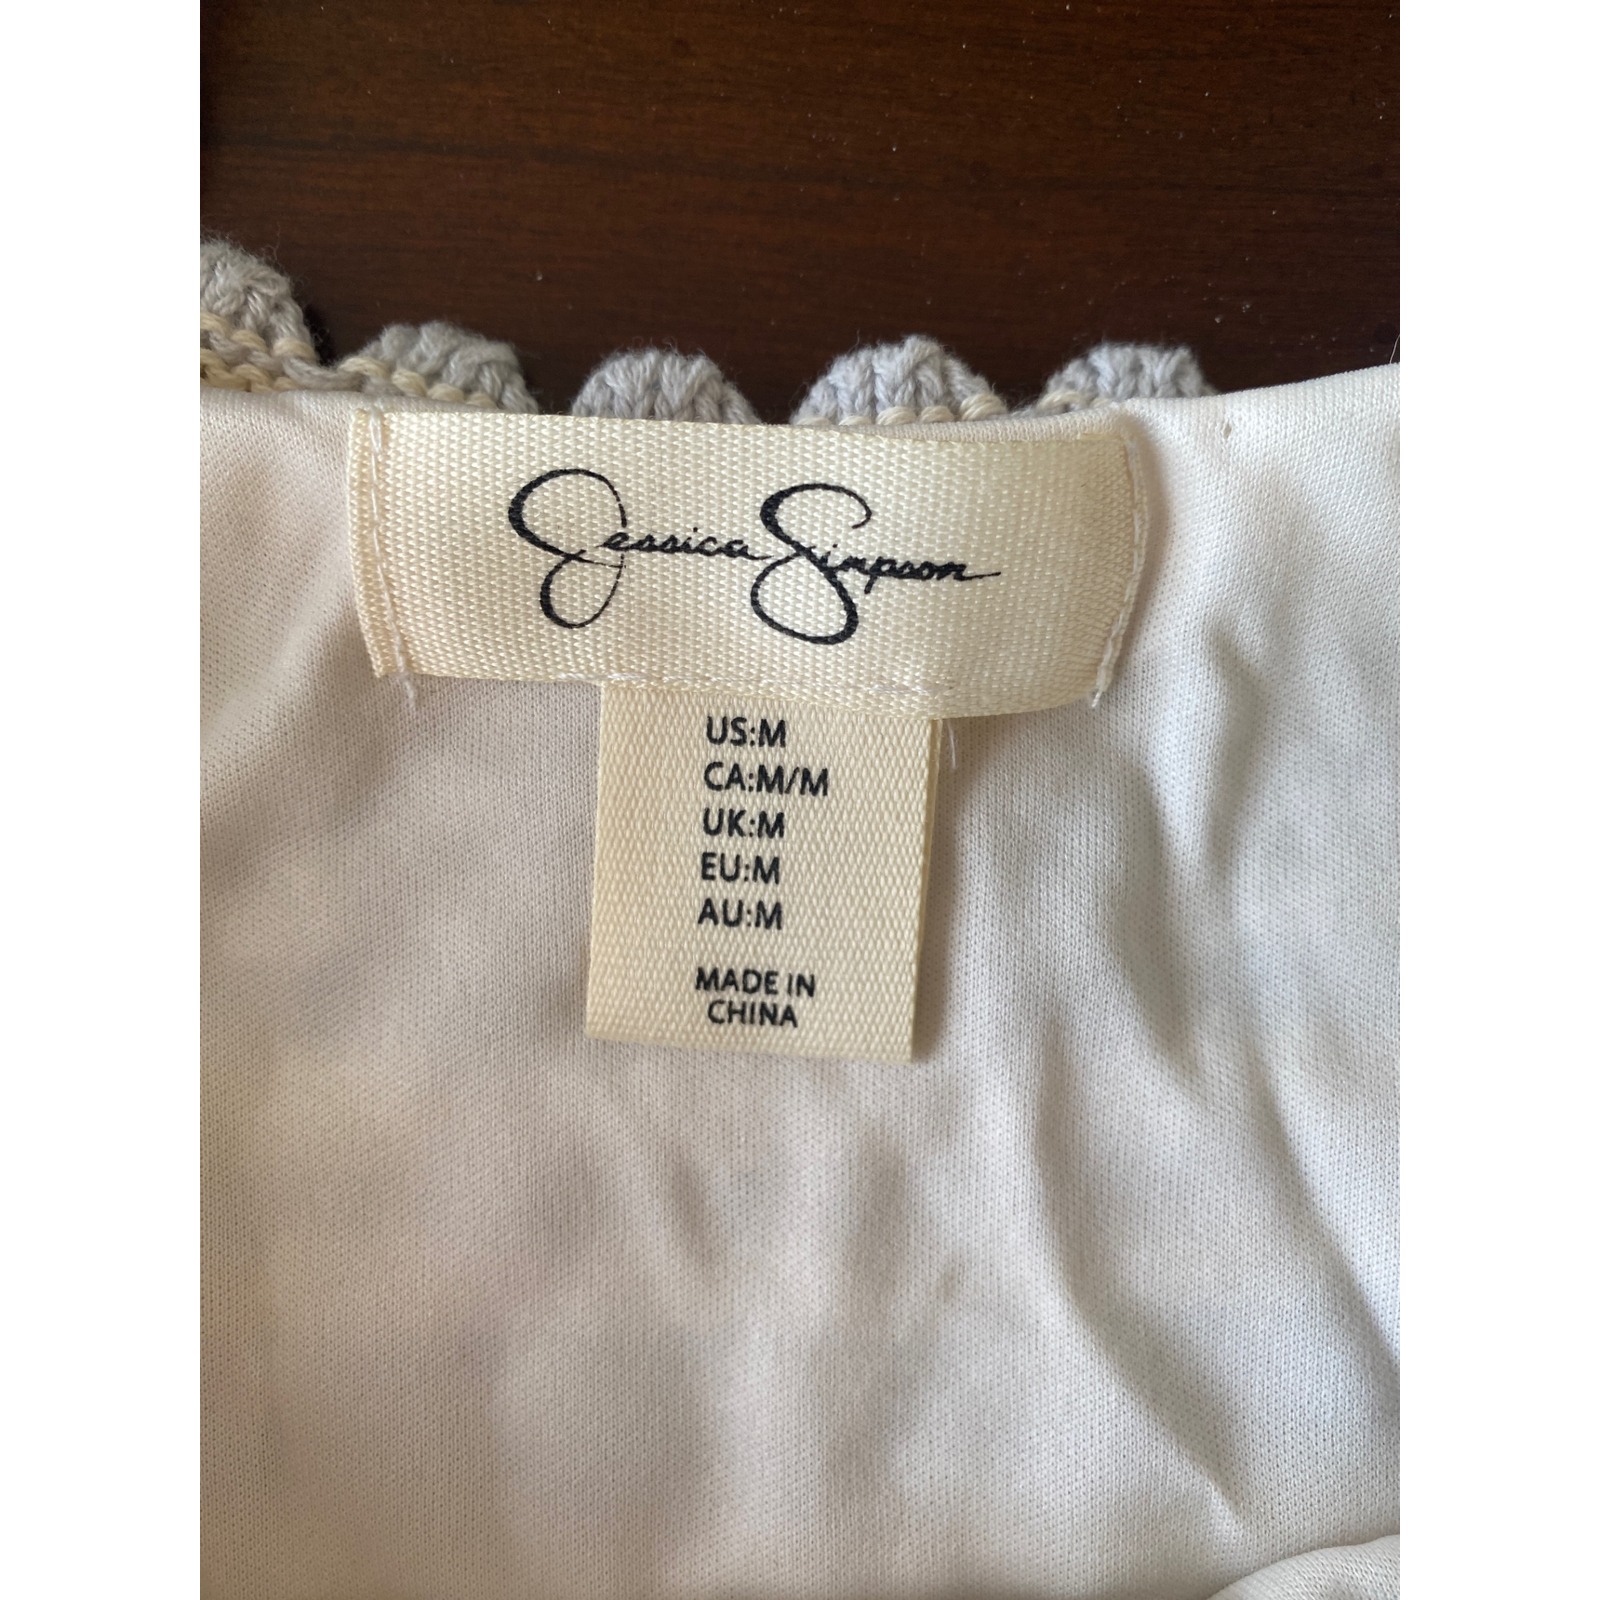 Jessica Simpson
US:M
CA:M/M
UK:M
EU:M
AU:M
MADE IN
CHINA